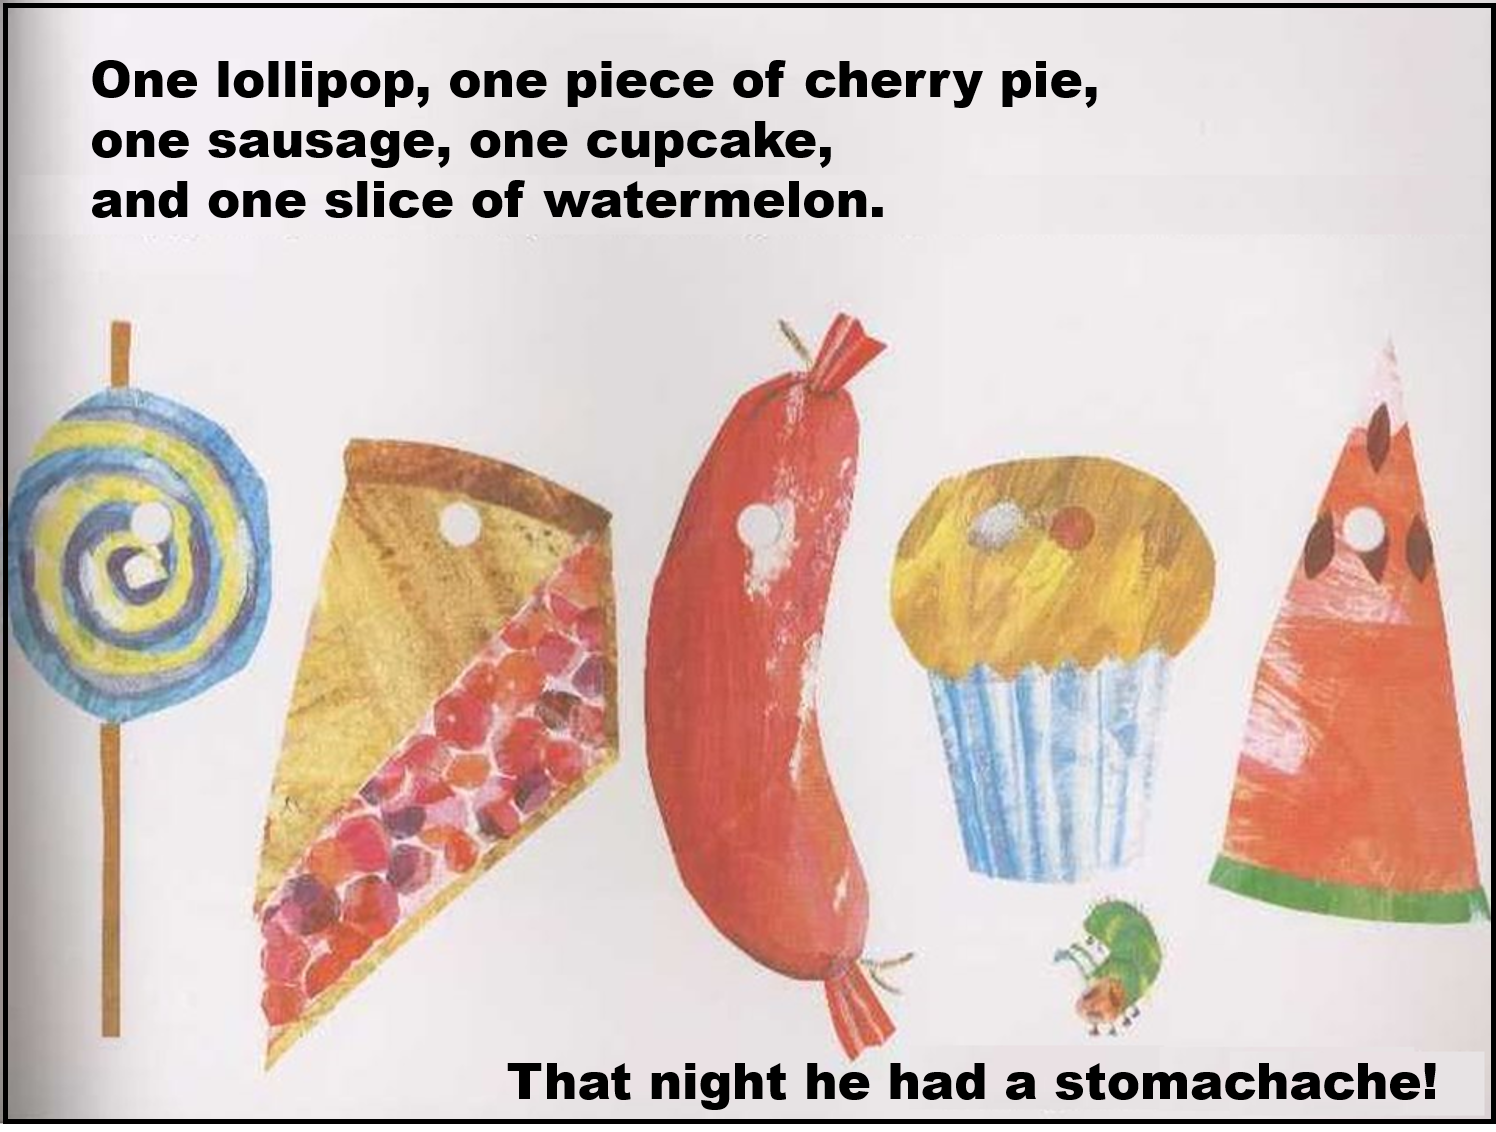 One lollipop, one piece of cherry pie,
one sausage, one cupcake,
and one slice of watermelon.
That night he had a stomachache!